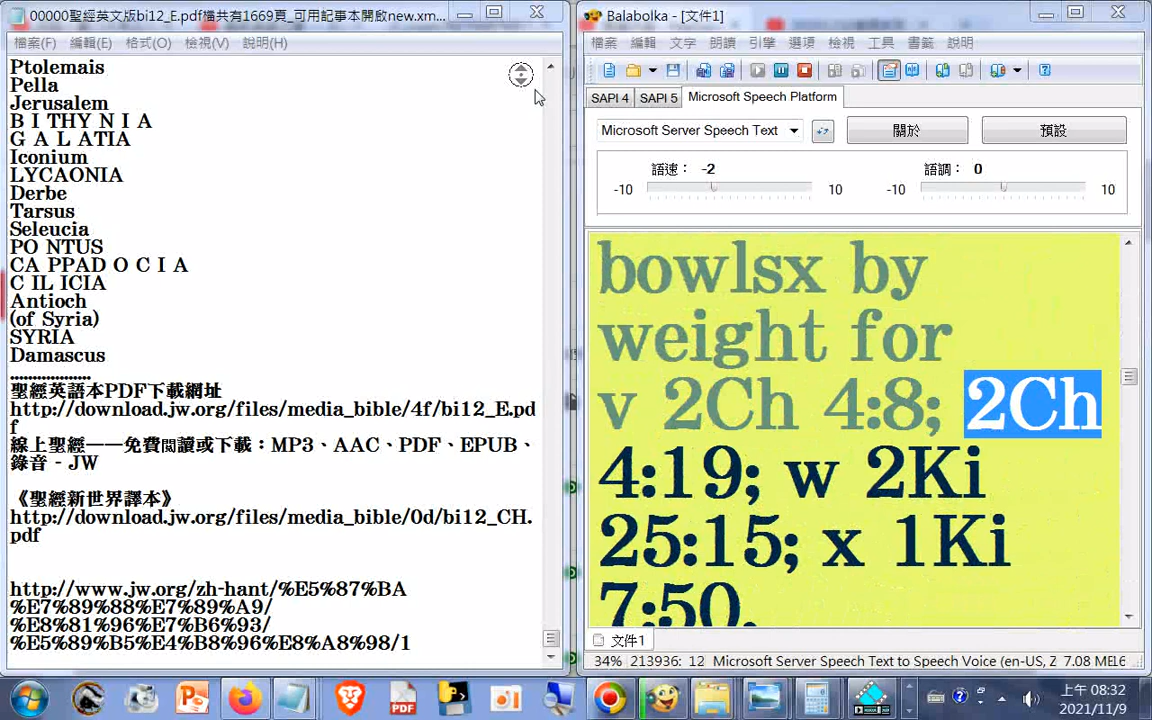 00000聖經英文版bi12_E.pdf檔共有1669頁_可用記事本開啟new.xm...
檔案(F) 編輯(E) 格式(O) 檢視(V) 說明(H)
Ptolemais
Pella
Jerusalem
B I THY N I A
G A L ATIA
Iconium
LYCAONIA
Derbe
Tarsus
Seleucia
PO NTUS
CA PPAD O C I A
C IL ICIA
Antioch
(of Syria)
SYRIA
Damascus
..................
聖經英語本PDF下載網址
http://download.jw.org/files/media_bible/4f/bi12_E.pd
f
線上聖經——免費閱讀或下載：MP3、AAC、PDF、EPUB、
錄音 - JW
《聖經新世界譯本》
http://download.jw.org/files/media_bible/0d/bi12_CH.
pdf
http://www.jw.org/zh-hant/%E5%87%BA
%E7%89%88%E7%89%A9/
%E8%81%96%E7%B6%93/
%E5%89%B5%E4%B8%96%E8%A8%98/1
Balabolka - [文件1]
檔案 編輯 文字 朗讀 引擎 選項 檢視 工具 書籤 說明
SAPI 4 SAPI 5 Microsoft Speech Platform
Microsoft Server Speech Text 關於 預設
語速： -2 語調： 0
-10 10 -10 10
bowlsx by
weight for
v 2Ch 4:8; 2Ch
4:19; w 2Ki
25:15; x 1Ki
7:50.
文件1
34% 213936: 12 Microsoft Server Speech Text to Speech Voice (en-US, Z 7.08 MB
PDF
上午 08:32
2021/11/9